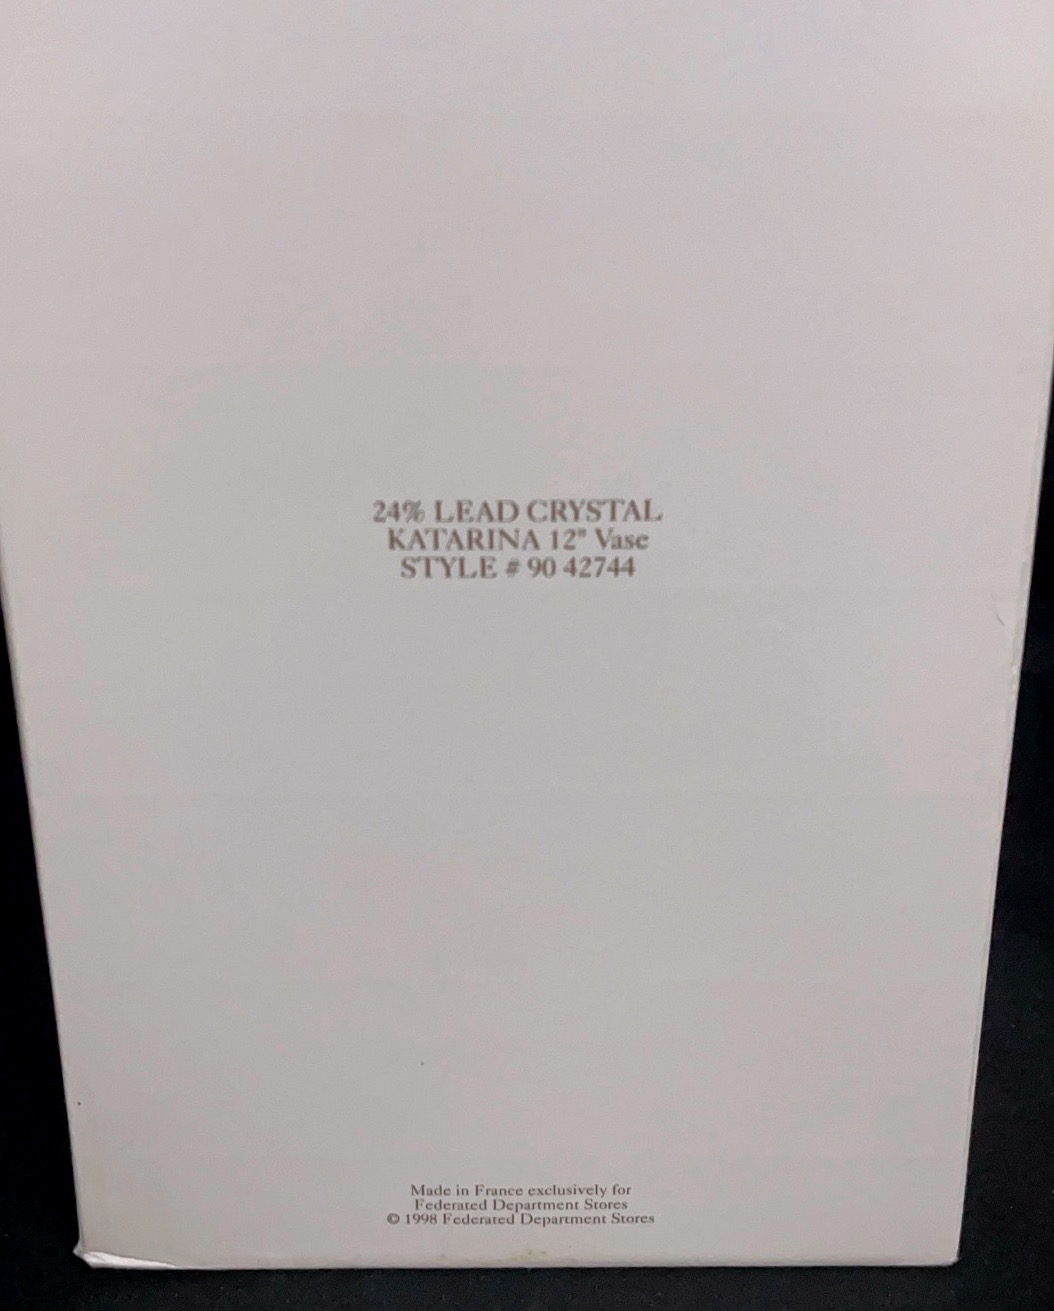 24% LEAD CRYSTAL
KATARINA 12" Vase
STYLE # 90 42744
Made in France exclusively for
Federated Department Stores
© 1998 Federated Department Stores